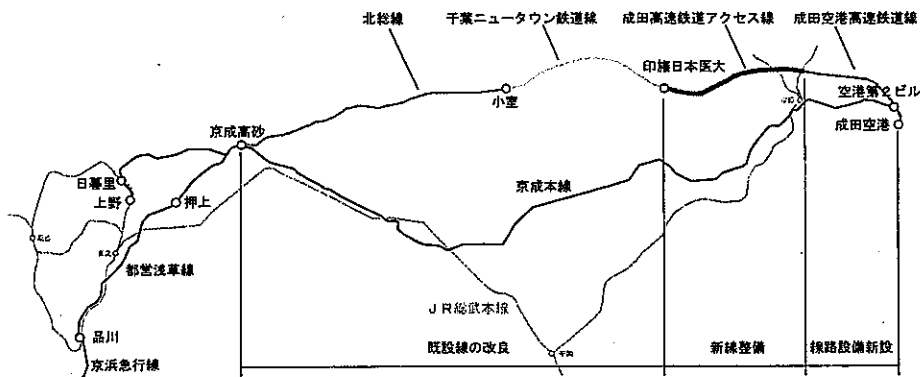 北総線
千葉ニュータウン鉄道線
成田高速鉄道アクセス線
成田空港高速鉄道線
印旛日本医大
小室
空港第2ビル
成田空港
京成高砂
日暮里
上野
押上
京成本線
都営浅草線
JR総武本線
品川
京浜急行線
既設線の改良
新線整備
線路設備新設